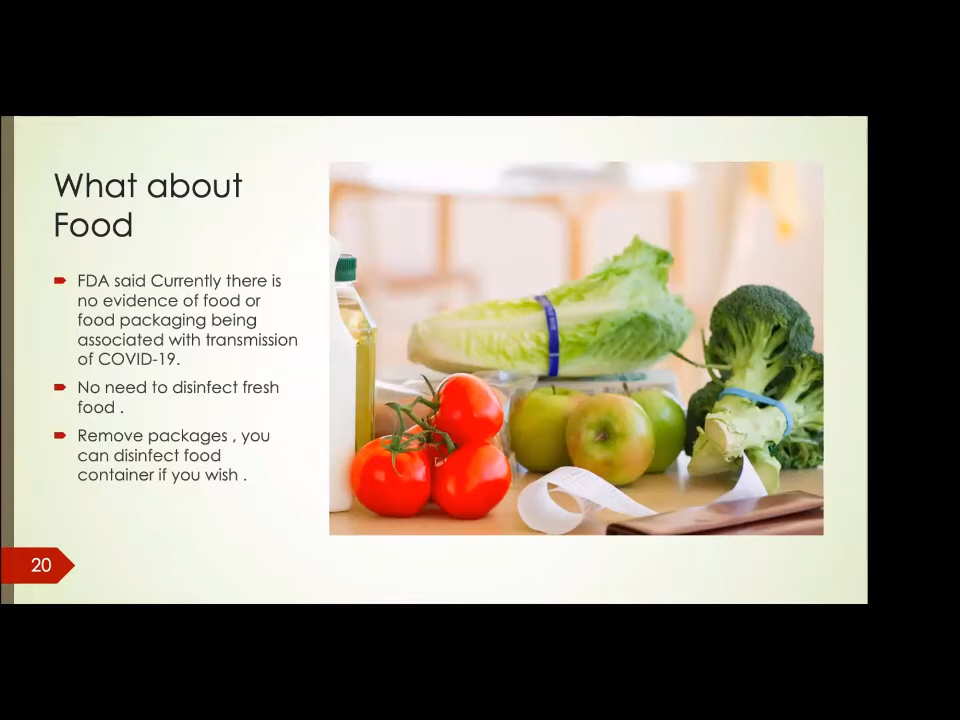 What about
Food
FDA said Currently there is
no evidence of food or
food packaging being
associated with transmission
of COVID-19.
No need to disinfect fresh
food .
Remove packages , you
can disinfect food
container if you wish .
20